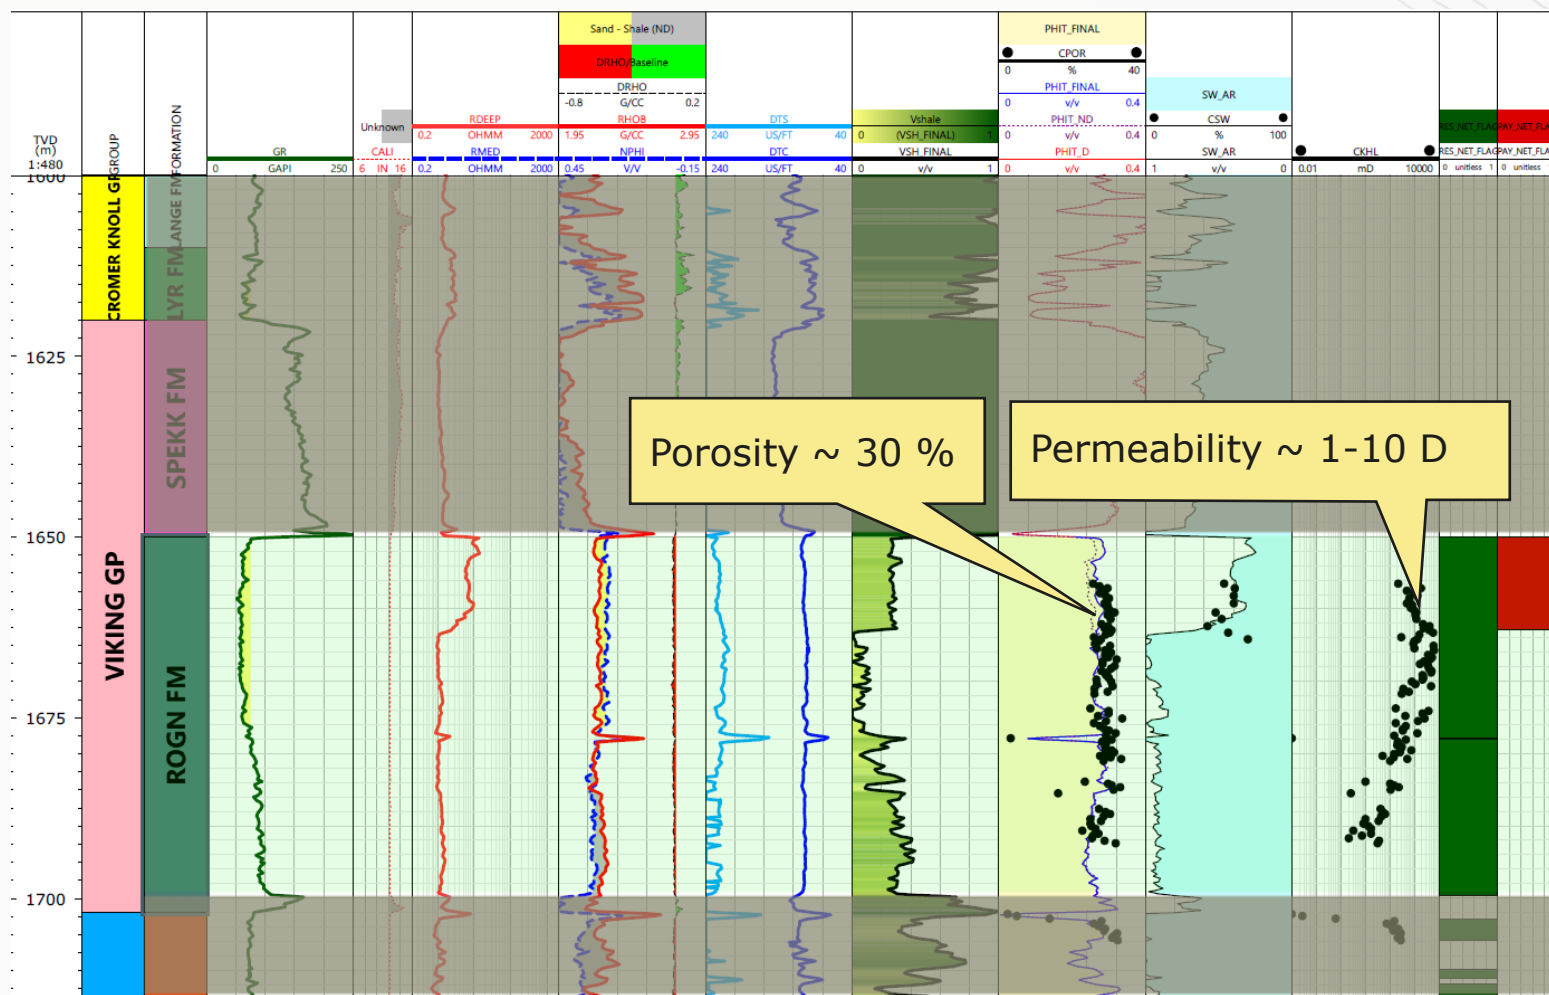 Sand - Shale (ND)
PHIT_FINAL
CPOR
0 % 40
DRHO/Baseline
DRHO
-0.8 G/CC 0.2
PHIT_FINAL
0 v/v 0.4
SW_AR
Unknown
RDEEP
0.2 OHMM 2000
RHOB
1.95 G/CC 2.95
DTS
240 US/FT 40
Vshale
0 (VSH_FINAL) 1
PHIT_ND
0 v/v 0.4
CSW
0 % 100
RES_NET_FLAG
PAY_NET_FLA
TVD
(m)
1:480
GROUP
FORMATION
GR
0 GAPI 250
CALI
6 IN 16
RMED
0.2 OHMM 2000
NPHI
0.45 V/V -0.15
DTC
240 US/FT 40
VSH_FINAL
0 v/v 1
PHIT_D
0 v/v 0.4
SW_AR
1 v/v 0
CKHL
0.01 mD 10000
RES_NET_FLAG
0 unitless 1
PAY_NET_FLA
0 unitless
1600
CROMER KNOLL GP
LANGE FM
LYR FM
1625
SPEKK FM
Porosity ~ 30 %
Permeability ~ 1-10 D
1650
VIKING GP
ROGN FM
1675
1700